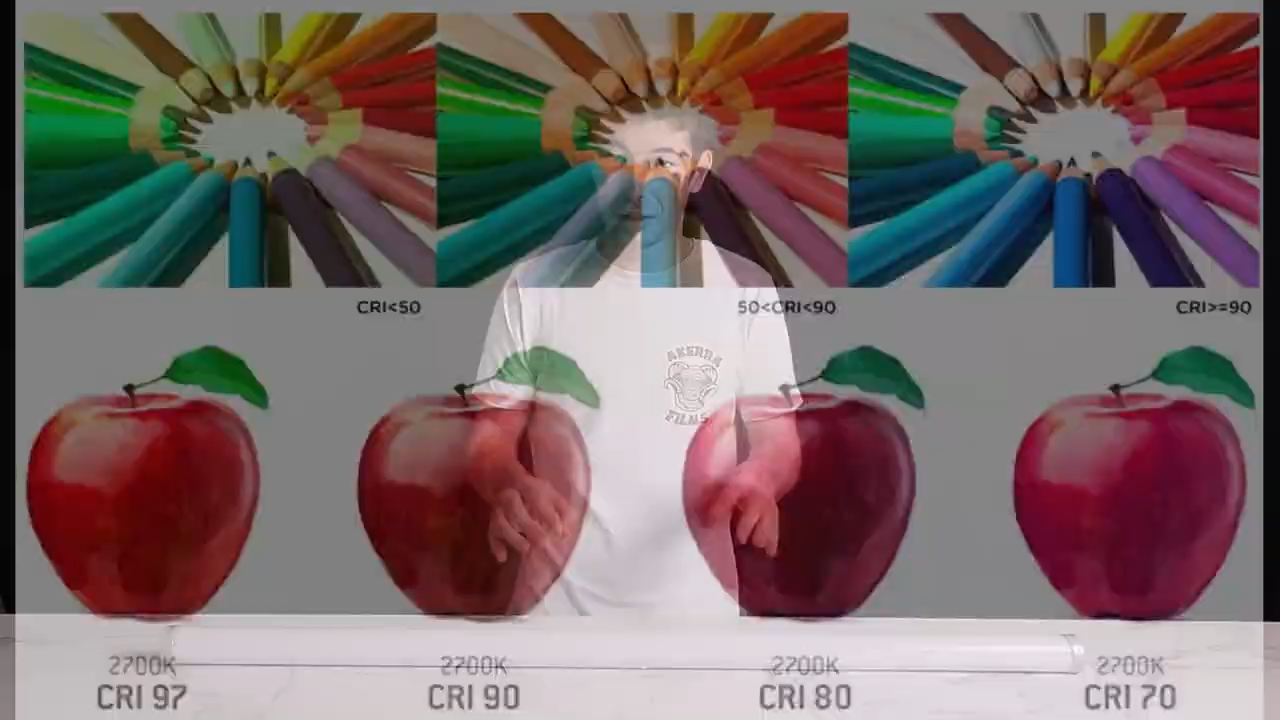 CRI<50
50<CRI<90
CRI>=90
AKERRA
FILMS
2700K
2700K
2700K
2700K
CRI 97
CRI 90
CRI 80
CRI 70